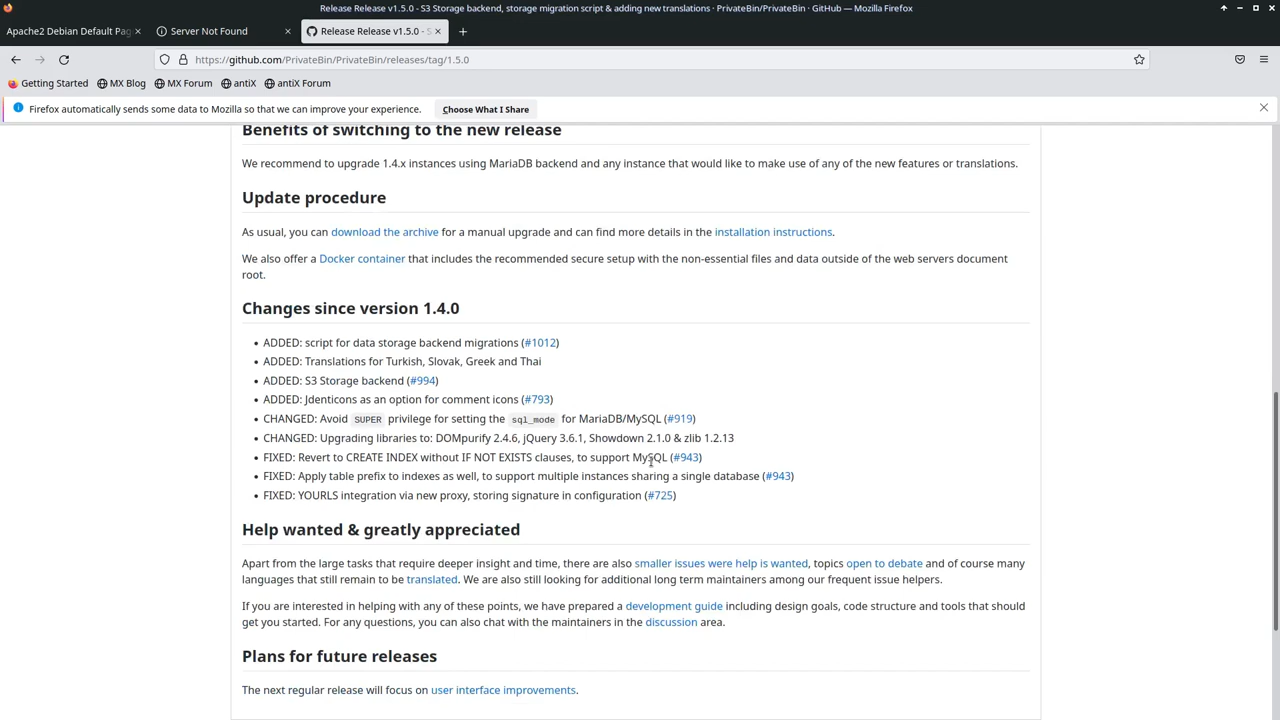 Release Release v1.5.0 - S3 Storage backend, storage migration script & adding new translations · PrivateBin/PrivateBin · GitHub — Mozilla Firefox
Apache2 Debian Default Pag
Server Not Found
Release Release v1.5.0 - S
https://github.com/PrivateBin/PrivateBin/releases/tag/1.5.0
Getting Started MX Blog MX Forum antiX antiX Forum
Firefox automatically sends some data to Mozilla so that we can improve your experience. Choose What I Share
Benefits of switching to the new release
We recommend to upgrade 1.4.x instances using MariaDB backend and any instance that would like to make use of any of the new features or translations.
Update procedure
As usual, you can download the archive for a manual upgrade and can find more details in the installation instructions.
We also offer a Docker container that includes the recommended secure setup with the non-essential files and data outside of the web servers document
root.
Changes since version 1.4.0
• ADDED: script for data storage backend migrations (#1012)
• ADDED: Translations for Turkish, Slovak, Greek and Thai
• ADDED: S3 Storage backend (#994)
• ADDED: Jdenticons as an option for comment icons (#793)
• CHANGED: Avoid SUPER privilege for setting the sql_mode for MariaDB/MySQL (#919)
• CHANGED: Upgrading libraries to: DOMpurify 2.4.6, jQuery 3.6.1, Showdown 2.1.0 & zlib 1.2.13
• FIXED: Revert to CREATE INDEX without IF NOT EXISTS clauses, to support MySQL (#943)
• FIXED: Apply table prefix to indexes as well, to support multiple instances sharing a single database (#943)
• FIXED: YOURLS integration via new proxy, storing signature in configuration (#725)
Help wanted & greatly appreciated
Apart from the large tasks that require deeper insight and time, there are also smaller issues were help is wanted, topics open to debate and of course many
languages that still remain to be translated. We are also still looking for additional long term maintainers among our frequent issue helpers.
If you are interested in helping with any of these points, we have prepared a development guide including design goals, code structure and tools that should
get you started. For any questions, you can also chat with the maintainers in the discussion area.
Plans for future releases
The next regular release will focus on user interface improvements.